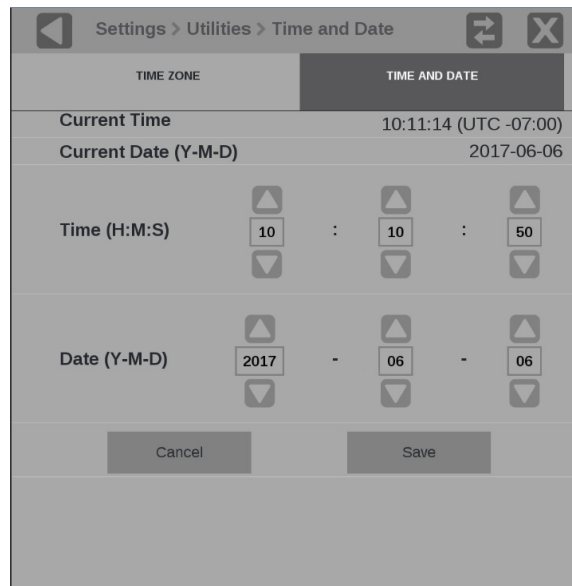 Settings > Utilities > Time and Date
TIME ZONE TIME AND DATE
Current Time 10:11:14 (UTC -07:00)
Current Date (Y-M-D) 2017-06-06
Time (H:M:S) 10 : 10 : 50
Date (Y-M-D) 2017 - 06 - 06
Cancel Save